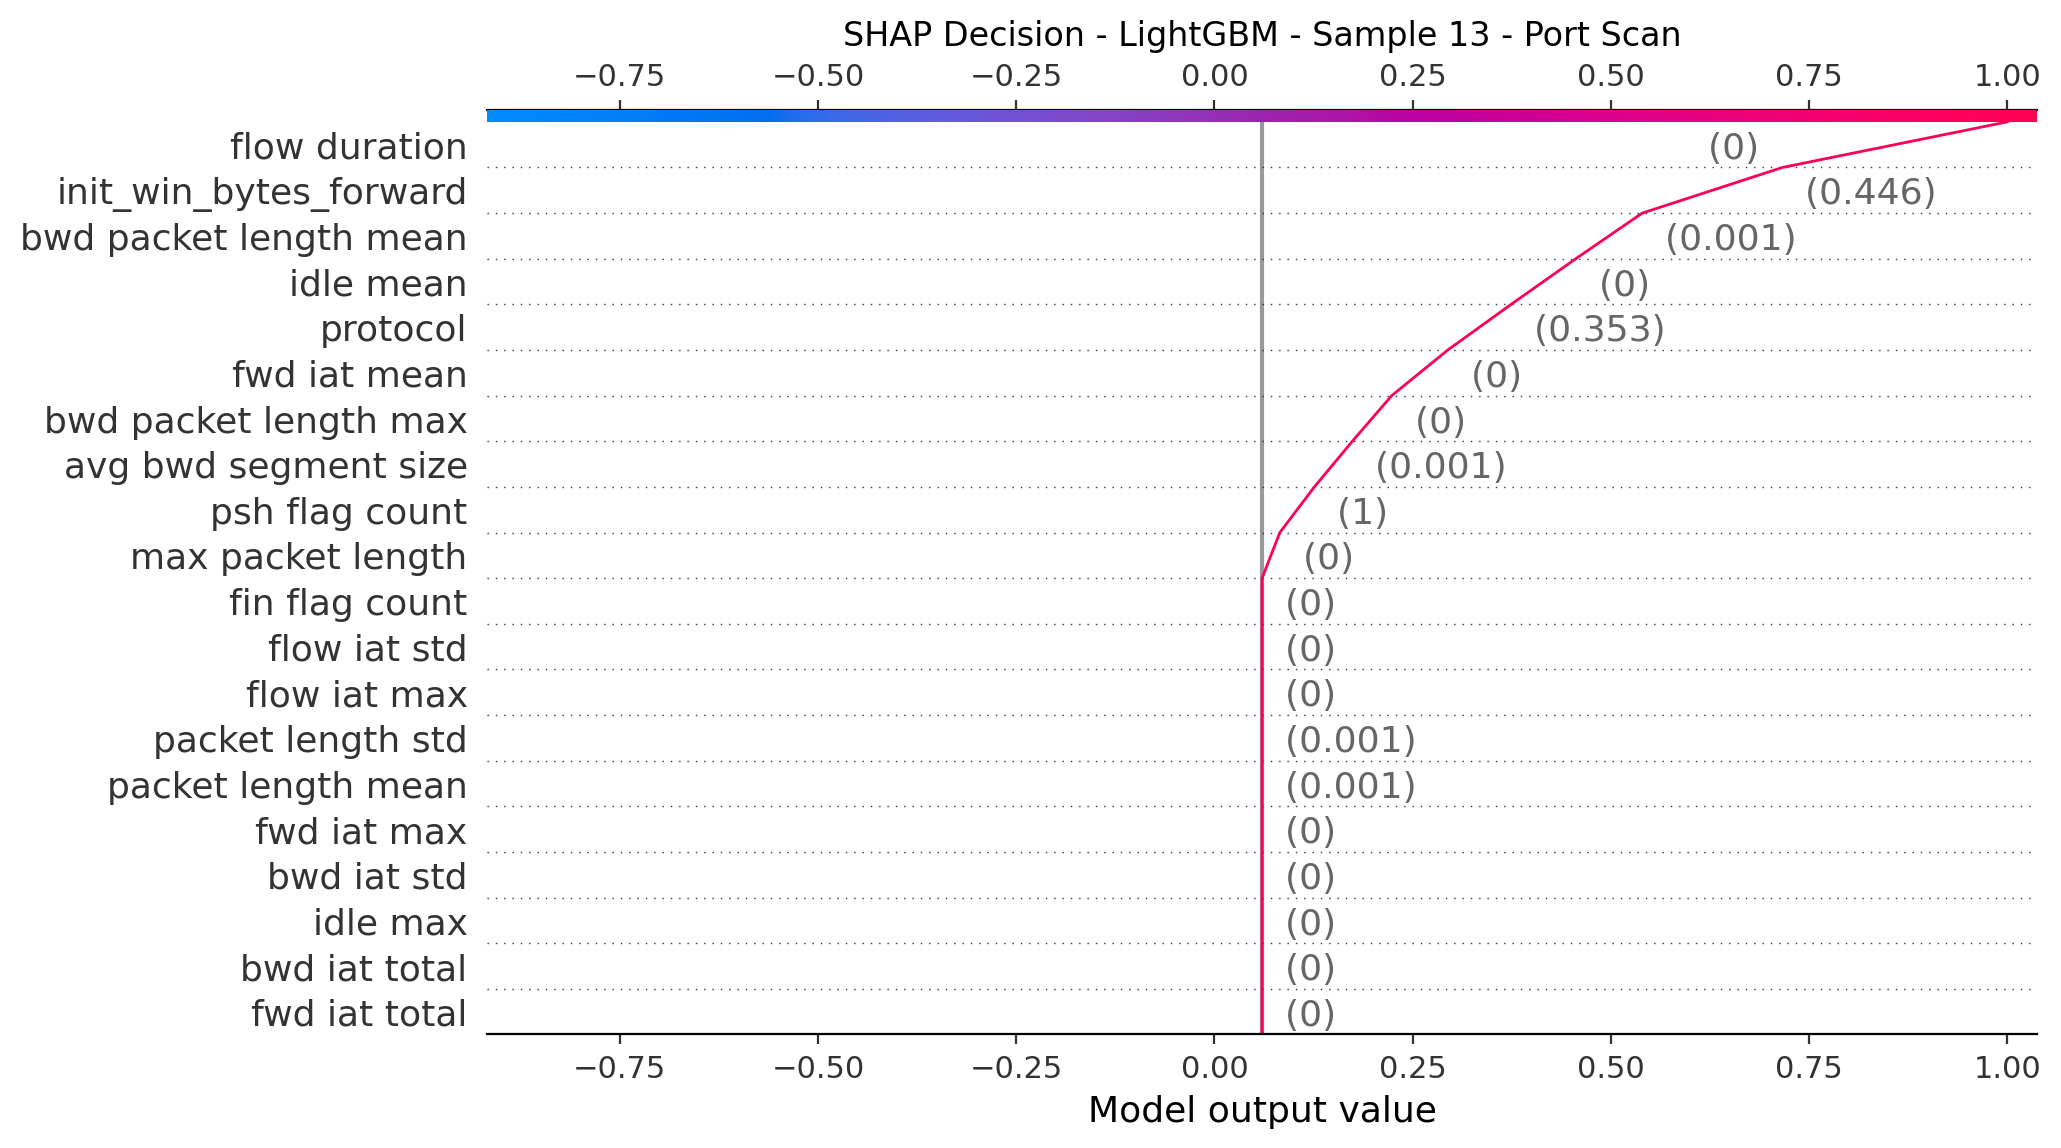 SHAP Decision - LightGBM - Sample 13 - Port Scan
−0.75 −0.50 −0.25 0.00 0.25 0.50 0.75 1.00
flow duration (0)
init_win_bytes_forward (0.446)
bwd packet length mean (0.001)
idle mean (0)
protocol (0.353)
fwd iat mean (0)
bwd packet length max (0)
avg bwd segment size (0.001)
psh flag count (1)
max packet length (0)
fin flag count (0)
flow iat std (0)
flow iat max (0)
packet length std (0.001)
packet length mean (0.001)
fwd iat max (0)
bwd iat std (0)
idle max (0)
bwd iat total (0)
fwd iat total (0)
−0.75 −0.50 −0.25 0.00 0.25 0.50 0.75 1.00
Model output value